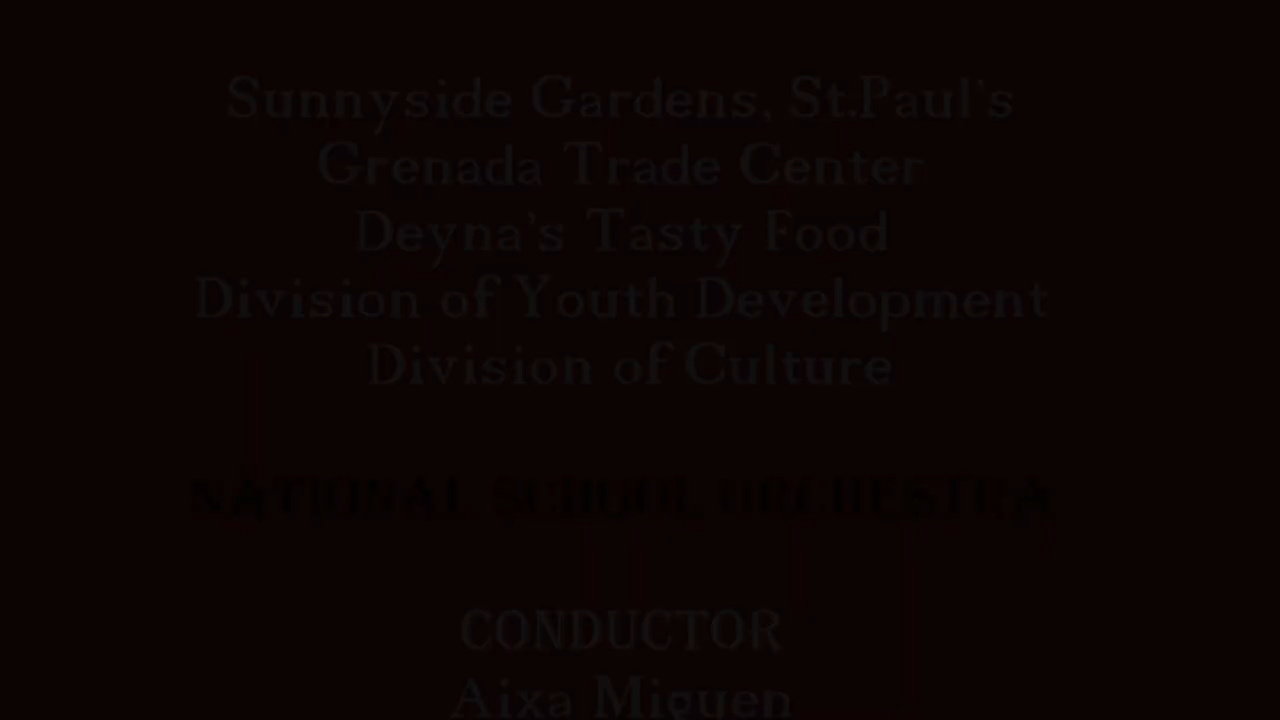 Sunnyside Gardens, St.Paul's
Grenada Trade Center
Deyna's Tasty Food
Division of Youth Development
Division of Culture
NATIONAL SCHOOL ORCHESTRA
CONDUCTOR
Aixa Miguen